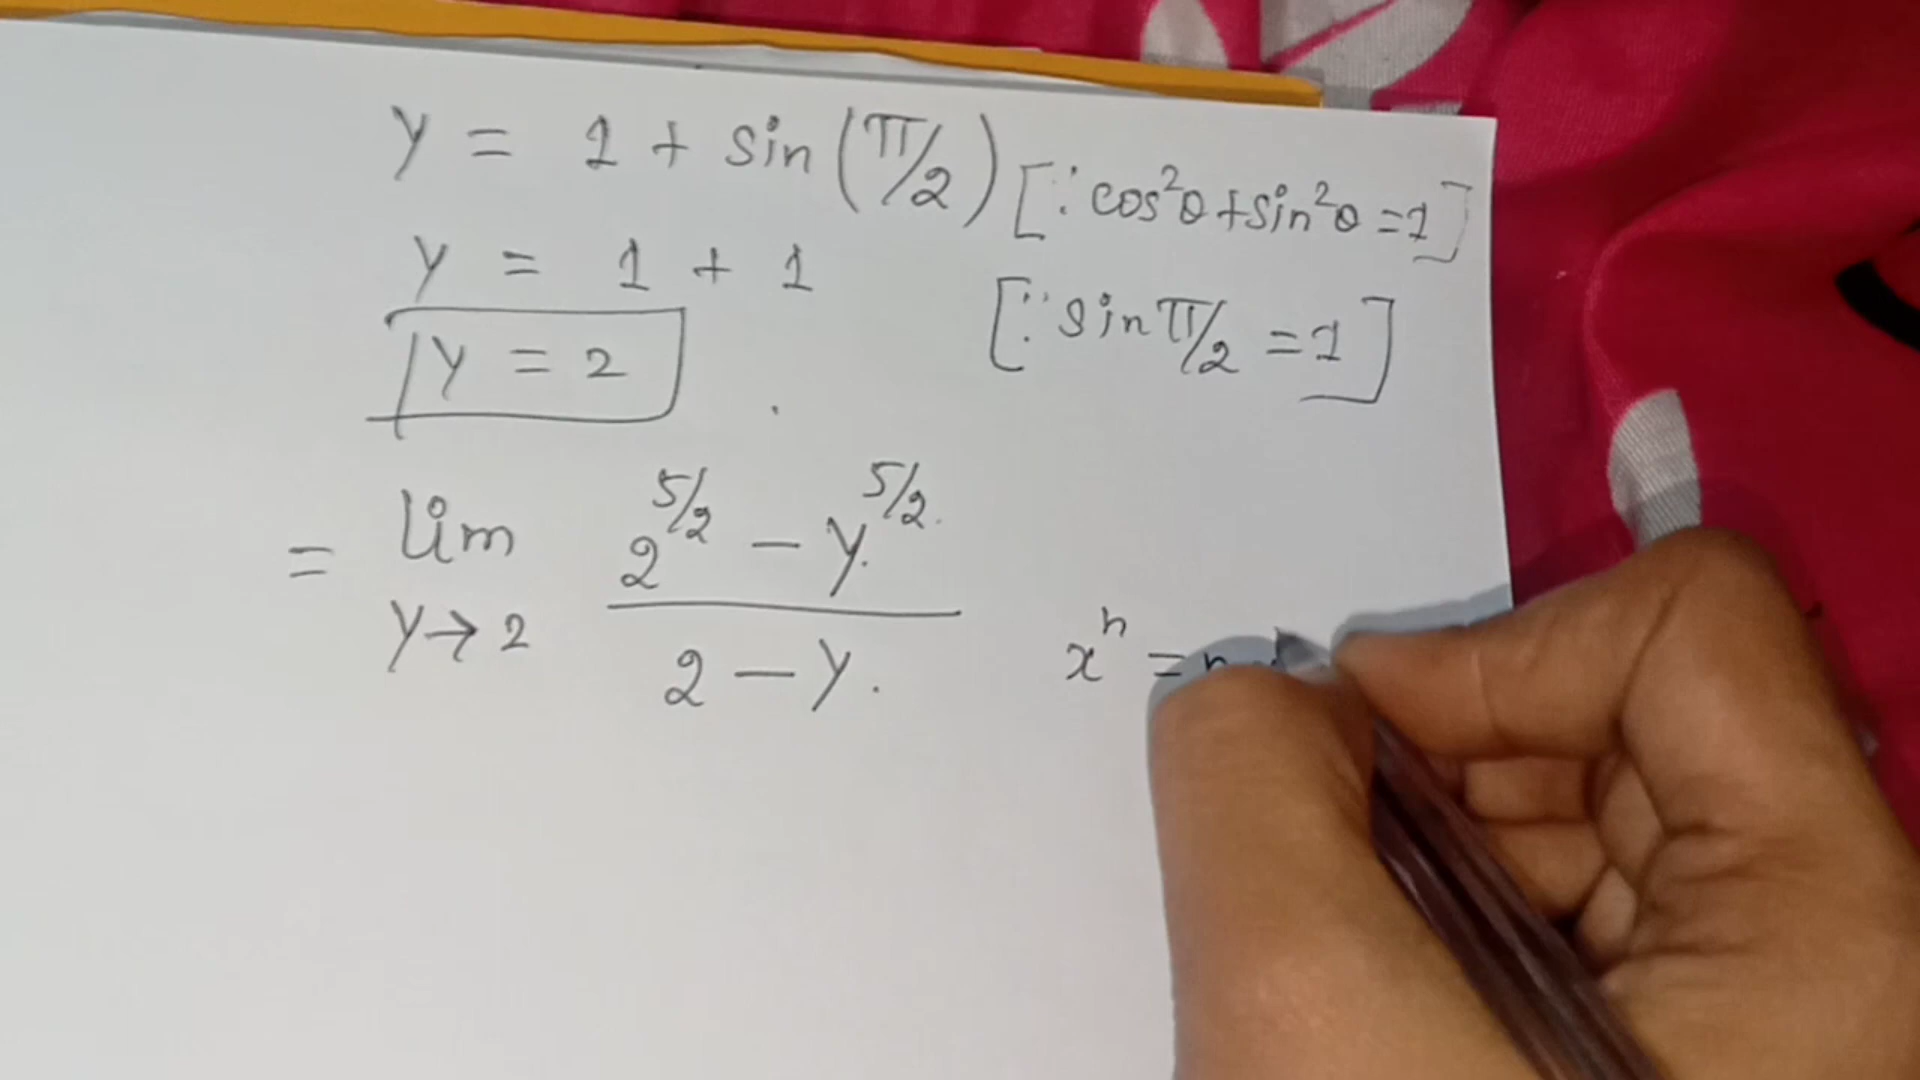 y = 1 + sin(π/2) [∵ cos²θ + sin²θ = 1]
y = 1 + 1 [∵ sin π/2 = 1]
y = 2
= lim y→2 (2^5/2 − y^5/2) / (2 − y)
xⁿ = n